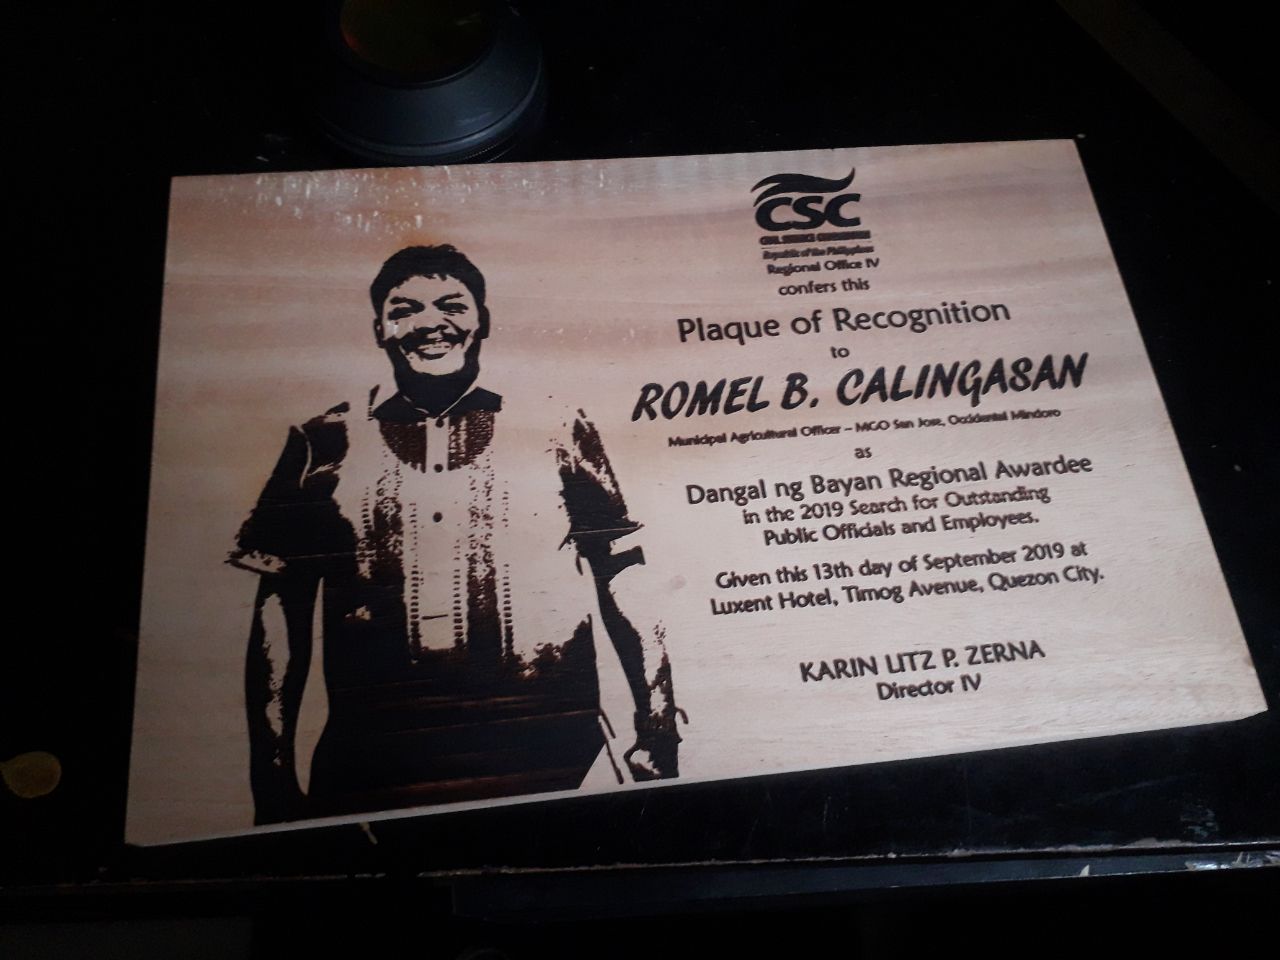 CSC
CIVIL SERVICE COMMISSION
Republic of the Philippines
Regional Office IV
confers this
Plaque of Recognition
to
ROMEL B. CALINGASAN
Municipal Agricultural Officer – MGO San Jose, Occidental Mindoro
as
Dangal ng Bayan Regional Awardee
in the 2019 Search for Outstanding
Public Officials and Employees.
Given this 13th day of September 2019 at
Luxent Hotel, Timog Avenue, Quezon City.
KARIN LITZ P. ZERNA
Director IV